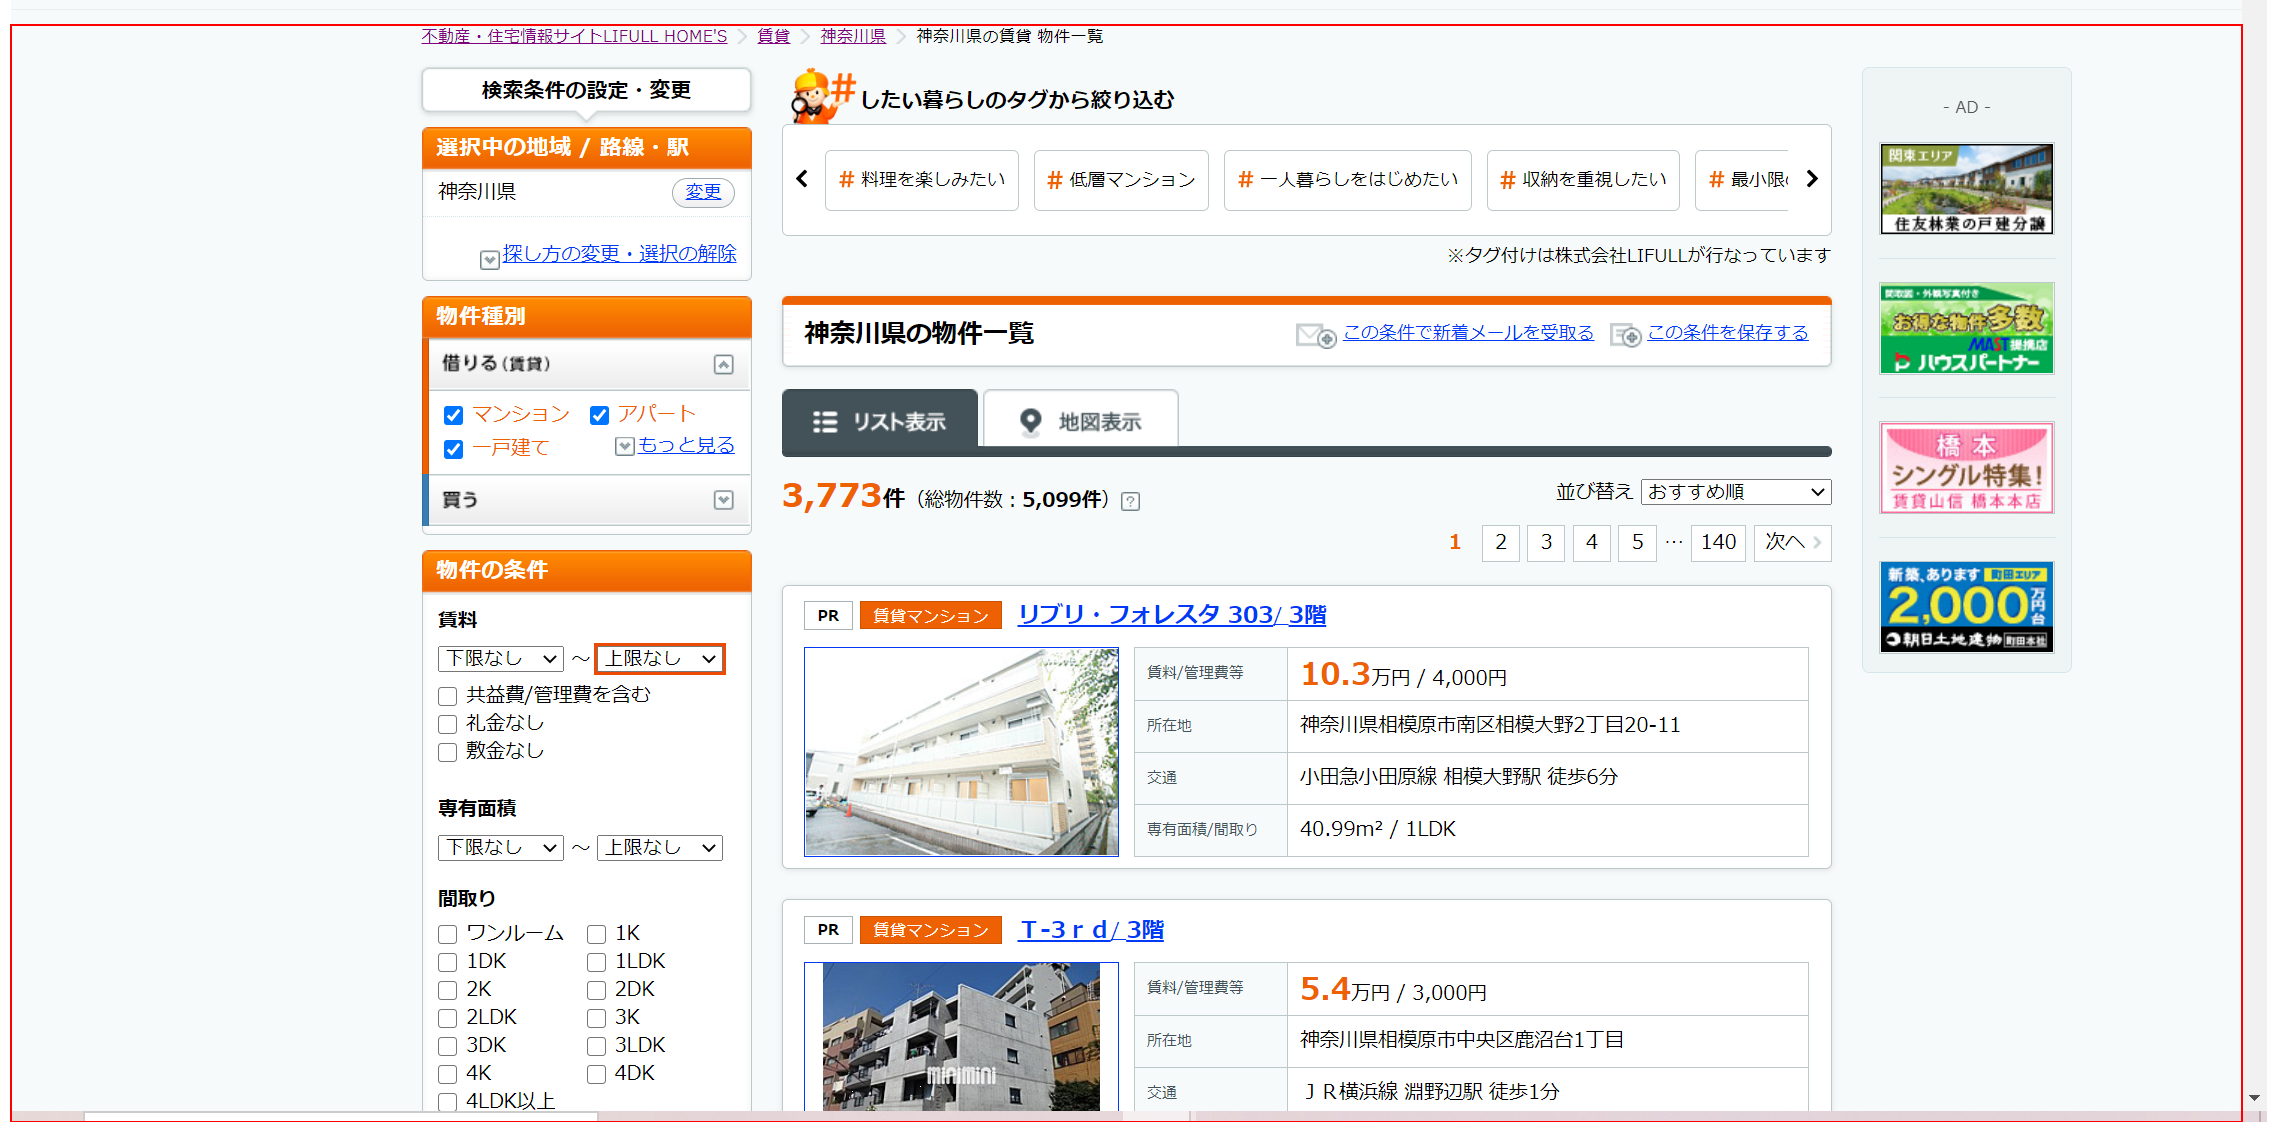 不動産・住宅情報サイトLIFULL HOME'S
賃貸
神奈川県
神奈川県の賃貸 物件一覧
検索条件の設定・変更
選択中の地域 / 路線・駅
神奈川県
変更
探し方の変更・選択の解除
物件種別
借りる(賃貸)
マンション
アパート
一戸建て
もっと見る
買う
物件の条件
賃料
下限なし ～ 上限なし
共益費/管理費を含む
礼金なし
敷金なし
専有面積
下限なし ～ 上限なし
間取り
ワンルーム
1K
1DK
1LDK
2K
2DK
2LDK
3K
3DK
3LDK
4K
4DK
4LDK以上
#したい暮らしのタグから絞り込む
# 料理を楽しみたい
# 低層マンション
# 一人暮らしをはじめたい
# 収納を重視したい
# 最小限
※タグ付けは株式会社LIFULLが行なっています
神奈川県の物件一覧
この条件で新着メールを受取る
この条件を保存する
リスト表示
地図表示
3,773件 (総物件数：5,099件) ?
並び替え おすすめ順
1 2 3 4 5 … 140 次へ
PR 賃貸マンション リブリ・フォレスタ 303/ 3階
賃料/管理費等 10.3万円 / 4,000円
所在地 神奈川県相模原市南区相模大野2丁目20-11
交通 小田急小田原線 相模大野駅 徒歩6分
専有面積/間取り 40.99m² / 1LDK
PR 賃貸マンション Ｔ-3ｒｄ/ 3階
minimini
賃料/管理費等 5.4万円 / 3,000円
所在地 神奈川県相模原市中央区鹿沼台1丁目
交通 ＪＲ横浜線 淵野辺駅 徒歩1分
- AD -
関東エリア
住友林業の戸建分譲
間取図・外観写真付き
お得な物件多数
MAST提携店
ハウスパートナー
橋本
シングル特集!
賃貸山信 橋本本店
新築、あります 町田エリア
2,000万円台
朝日土地建物 町田本社